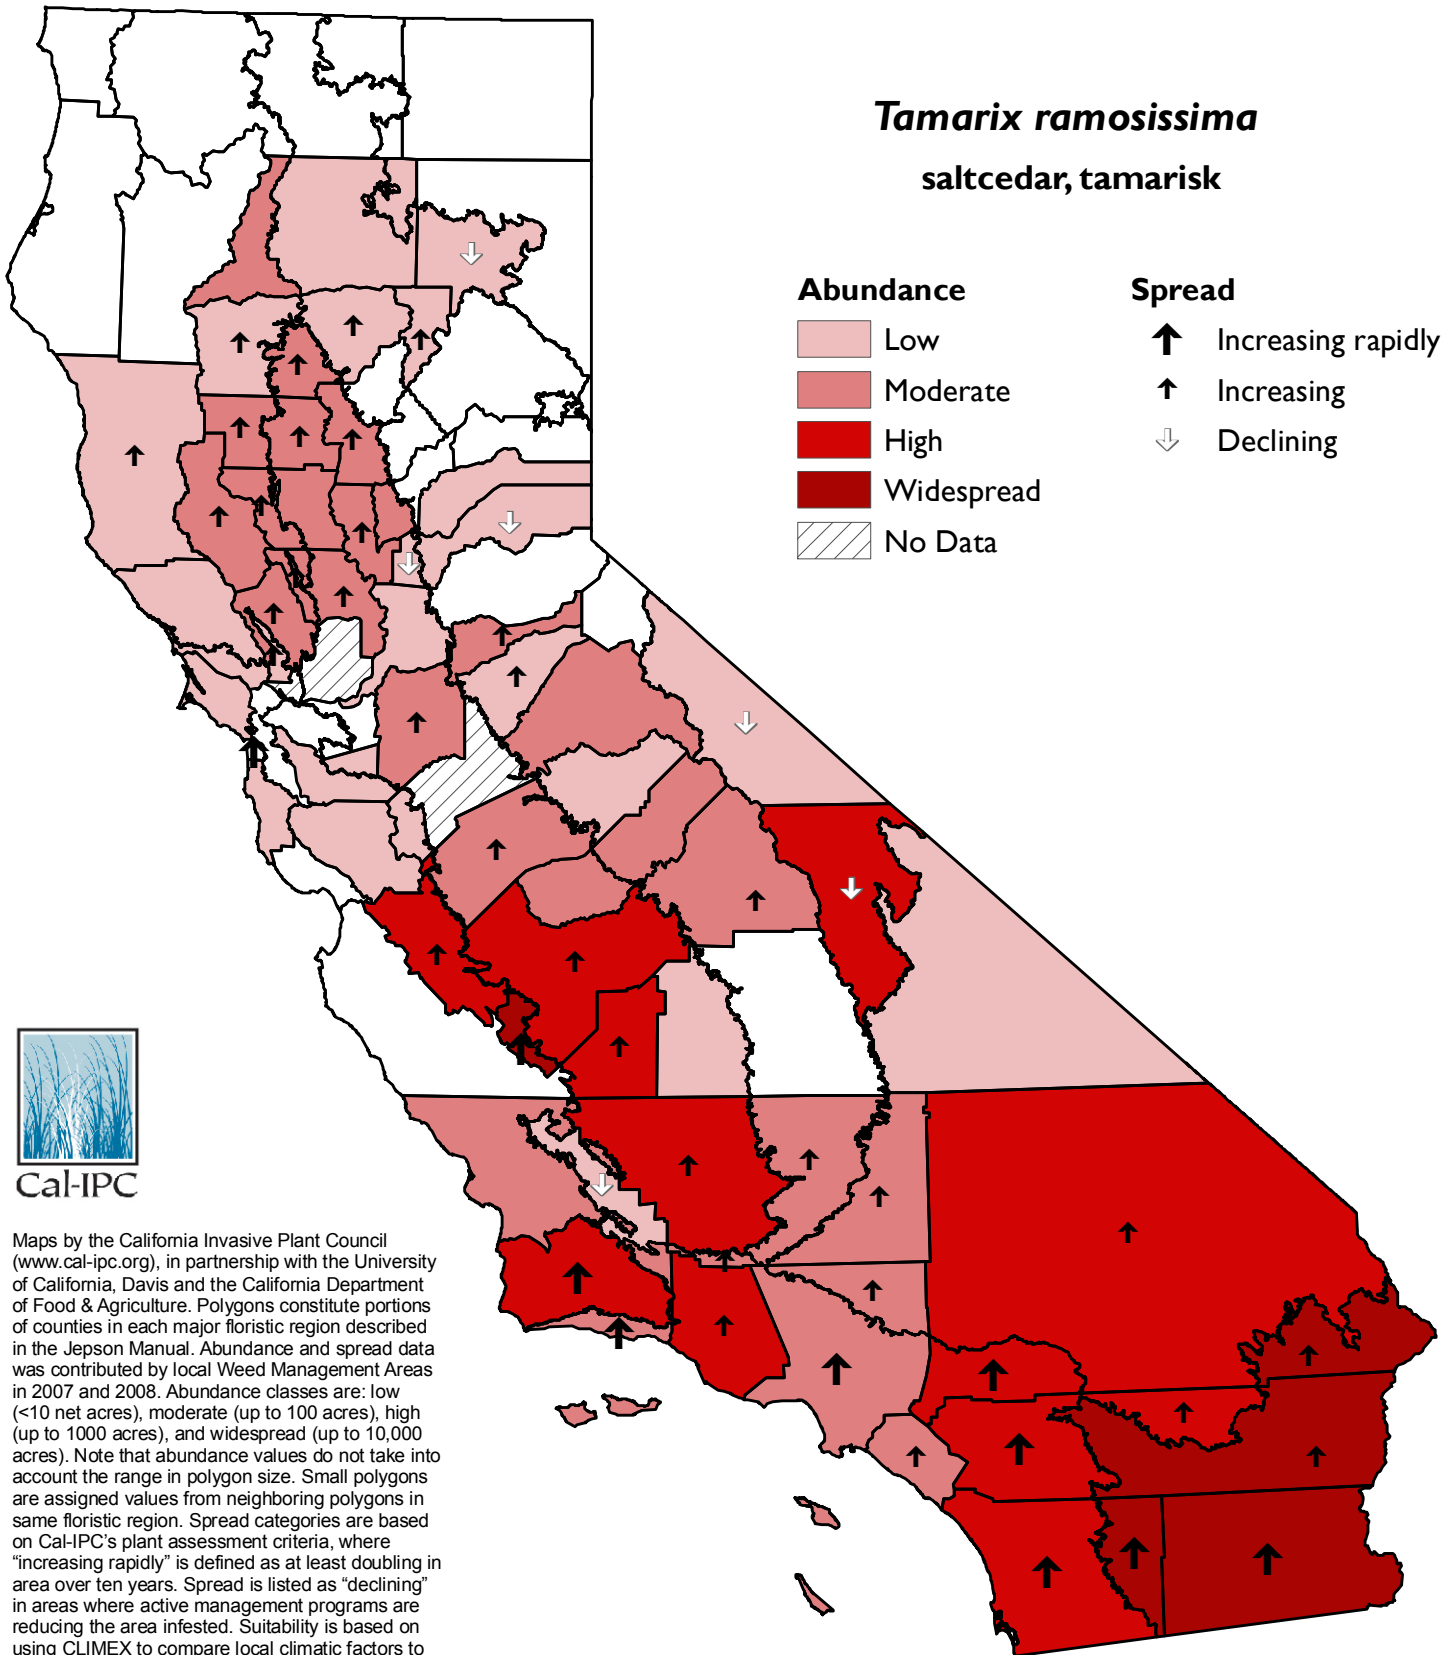 Tamarix ramosissima
saltcedar, tamarisk
Abundance
Low
Moderate
High
Widespread
No Data
Spread
Increasing rapidly
Increasing
Declining
Cal-IPC
Maps by the California Invasive Plant Council
(www.cal-ipc.org), in partnership with the University
of California, Davis and the California Department
of Food & Agriculture. Polygons constitute portions
of counties in each major floristic region described
in the Jepson Manual. Abundance and spread data
was contributed by local Weed Management Areas
in 2007 and 2008. Abundance classes are: low
(<10 net acres), moderate (up to 100 acres), high
(up to 1000 acres), and widespread (up to 10,000
acres). Note that abundance values do not take into
account the range in polygon size. Small polygons
are assigned values from neighboring polygons in
same floristic region. Spread categories are based
on Cal-IPC's plant assessment criteria, where
“increasing rapidly” is defined as at least doubling in
area over ten years. Spread is listed as “declining”
in areas where active management programs are
reducing the area infested. Suitability is based on
using CLIMEX to compare local climatic factors to